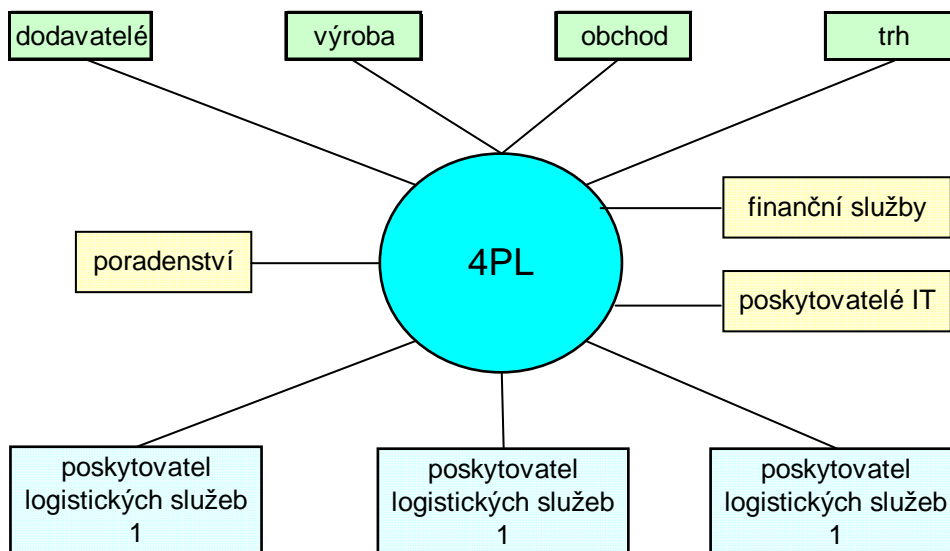 dodavatelé
výroba
obchod
trh
finanční služby
4PL
poradenství
poskytovatelé IT
poskytovatel
logistických služeb
1
poskytovatel
logistických služeb
1
poskytovatel
logistických služeb
1